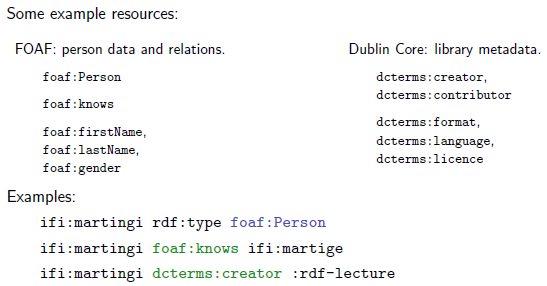 Some example resources:
FOAF: person data and relations.
foaf:Person
foaf:knows
foaf:firstName,
foaf:lastName,
foaf:gender
Dublin Core: library metadata.
dcterms:creator,
dcterms:contributor
dcterms:format,
dcterms:language,
dcterms:licence
Examples:
ifi:martingi rdf:type foaf:Person
ifi:martingi foaf:knows ifi:martige
ifi:martingi dcterms:creator :rdf-lecture